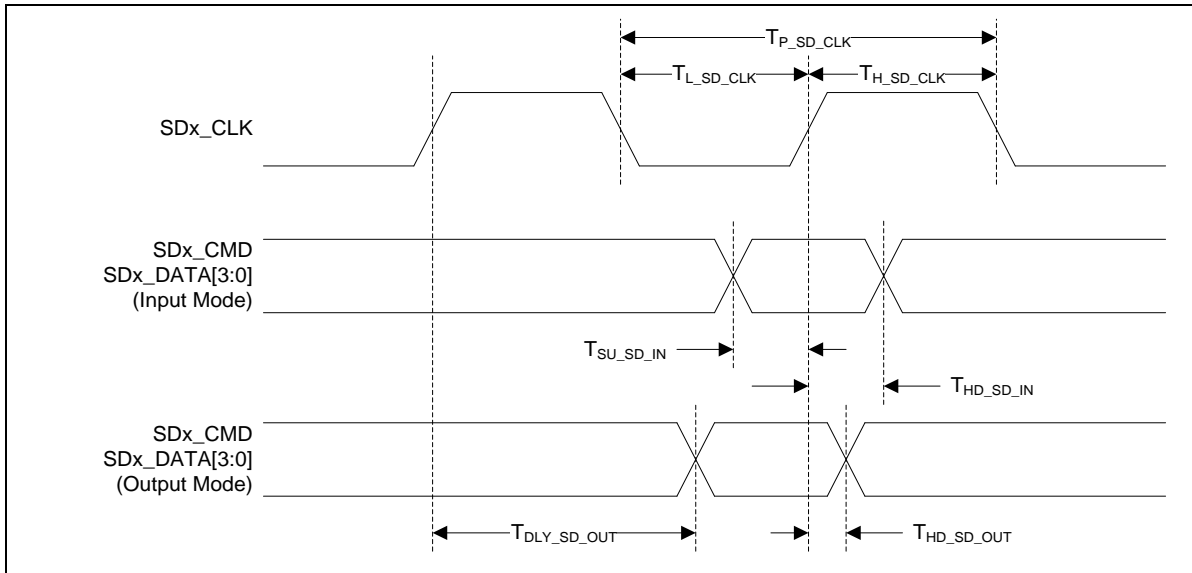 T_P_SD_CLK
T_L_SD_CLK
T_H_SD_CLK
SDx_CLK
SDx_CMD
SDx_DATA[3:0]
(Input Mode)
T_SU_SD_IN
T_HD_SD_IN
SDx_CMD
SDx_DATA[3:0]
(Output Mode)
T_DLY_SD_OUT
T_HD_SD_OUT